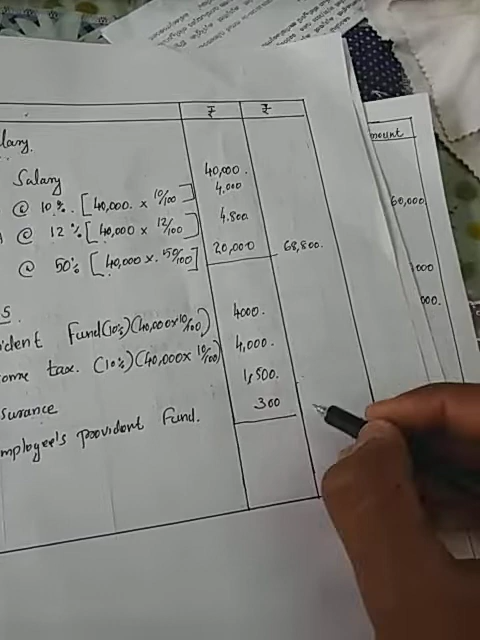 ₹ ₹
lary.
Salary 40,000.
@ 10%. [40,000. × 10/100] 4.000
@ 12% [40,000 × 12/100] 4.800.
@ 50% [40,000 ×. 50/100] 20,000 68,800.
S.
ident Fund(10%)(40,000×10/100) 4000.
ome tax. (10%)(40,000× 10/100) 4,000.
surance 1,500.
mployee's provident Fund. 300
mount
60,000
000
000.